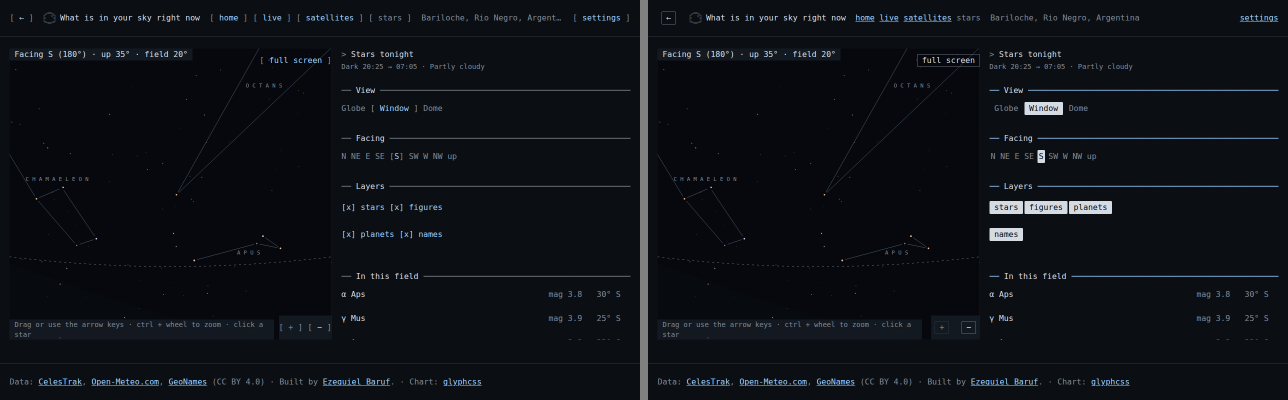 [ ← ] What is in your sky right now [ home ] [ live ] [ satellites ] [ stars ] Bariloche, Rio Negro, Argent… [ settings ]
Facing S (180°) · up 35° · field 20°
[ full screen ]
OCTANS
CHAMAELEON
APUS
Drag or use the arrow keys · ctrl + wheel to zoom · click a
star
[ + ] [ − ]
> Stars tonight
Dark 20:25 → 07:05 · Partly cloudy
View
Globe [ Window ] Dome
Facing
N NE E SE [S] SW W NW up
Layers
[x] stars [x] figures
[x] planets [x] names
In this field
α Aps mag 3.8 30° S
γ Mus mag 3.9 25° S
Data: CelesTrak, Open-Meteo.com, GeoNames (CC BY 4.0) · Built by Ezequiel Baruf. · Chart: glyphcss
← What is in your sky right now home live satellites stars Bariloche, Rio Negro, Argentina settings
Facing S (180°) · up 35° · field 20°
full screen
OCTANS
CHAMAELEON
APUS
Drag or use the arrow keys · ctrl + wheel to zoom · click a
star
+ −
> Stars tonight
Dark 20:25 → 07:05 · Partly cloudy
View
Globe Window Dome
Facing
N NE E SE S SW W NW up
Layers
stars figures planets
names
In this field
α Aps mag 3.8 30° S
γ Mus mag 3.9 25° S
Data: CelesTrak, Open-Meteo.com, GeoNames (CC BY 4.0) · Built by Ezequiel Baruf. · Chart: glyphcss